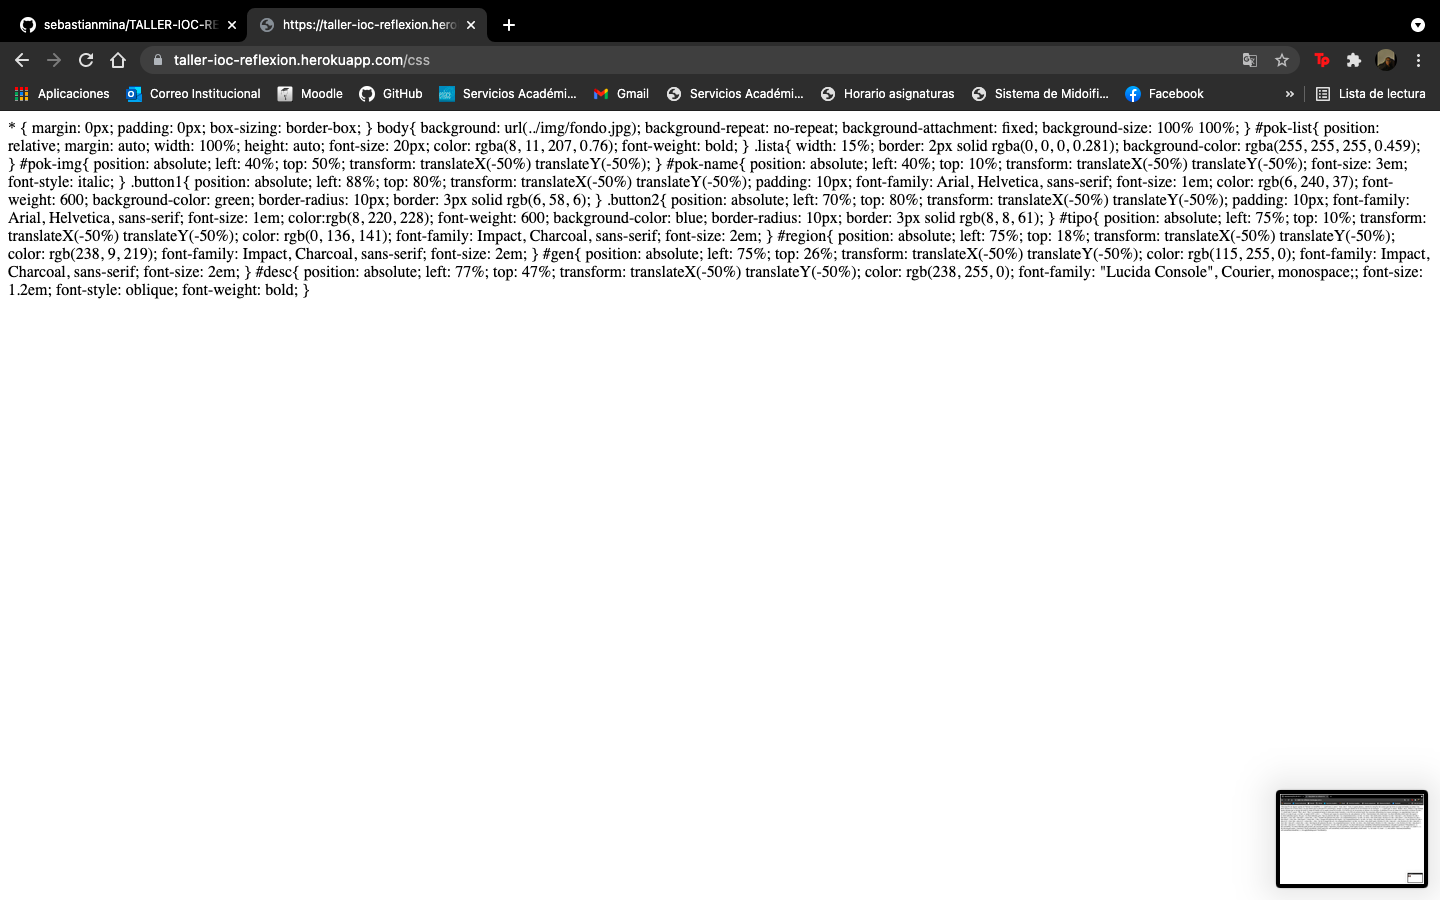 sebastianmina/TALLER-IOC-RE
https://taller-ioc-reflexion.hero
taller-ioc-reflexion.herokuapp.com/css
Aplicaciones Correo Institucional Moodle GitHub Servicios Académi... Gmail Servicios Académi... Horario asignaturas Sistema de Midoifi... Facebook » Lista de lectura
* { margin: 0px; padding: 0px; box-sizing: border-box; } body{ background: url(../img/fondo.jpg); background-repeat: no-repeat; background-attachment: fixed; background-size: 100% 100%; } #pok-list{ position:
relative; margin: auto; width: 100%; height: auto; font-size: 20px; color: rgba(8, 11, 207, 0.76); font-weight: bold; } .lista{ width: 15%; border: 2px solid rgba(0, 0, 0, 0.281); background-color: rgba(255, 255, 255, 0.459);
} #pok-img{ position: absolute; left: 40%; top: 50%; transform: translateX(-50%) translateY(-50%); } #pok-name{ position: absolute; left: 40%; top: 10%; transform: translateX(-50%) translateY(-50%); font-size: 3em;
font-style: italic; } .button1{ position: absolute; left: 88%; top: 80%; transform: translateX(-50%) translateY(-50%); padding: 10px; font-family: Arial, Helvetica, sans-serif; font-size: 1em; color: rgb(6, 240, 37); font-
weight: 600; background-color: green; border-radius: 10px; border: 3px solid rgb(6, 58, 6); } .button2{ position: absolute; left: 70%; top: 80%; transform: translateX(-50%) translateY(-50%); padding: 10px; font-family:
Arial, Helvetica, sans-serif; font-size: 1em; color:rgb(8, 220, 228); font-weight: 600; background-color: blue; border-radius: 10px; border: 3px solid rgb(8, 8, 61); } #tipo{ position: absolute; left: 75%; top: 10%; transform:
translateX(-50%) translateY(-50%); color: rgb(0, 136, 141); font-family: Impact, Charcoal, sans-serif; font-size: 2em; } #region{ position: absolute; left: 75%; top: 18%; transform: translateX(-50%) translateY(-50%);
color: rgb(238, 9, 219); font-family: Impact, Charcoal, sans-serif; font-size: 2em; } #gen{ position: absolute; left: 75%; top: 26%; transform: translateX(-50%) translateY(-50%); color: rgb(115, 255, 0); font-family: Impact,
Charcoal, sans-serif; font-size: 2em; } #desc{ position: absolute; left: 77%; top: 47%; transform: translateX(-50%) translateY(-50%); color: rgb(238, 255, 0); font-family: "Lucida Console", Courier, monospace;; font-size:
1.2em; font-style: oblique; font-weight: bold; }